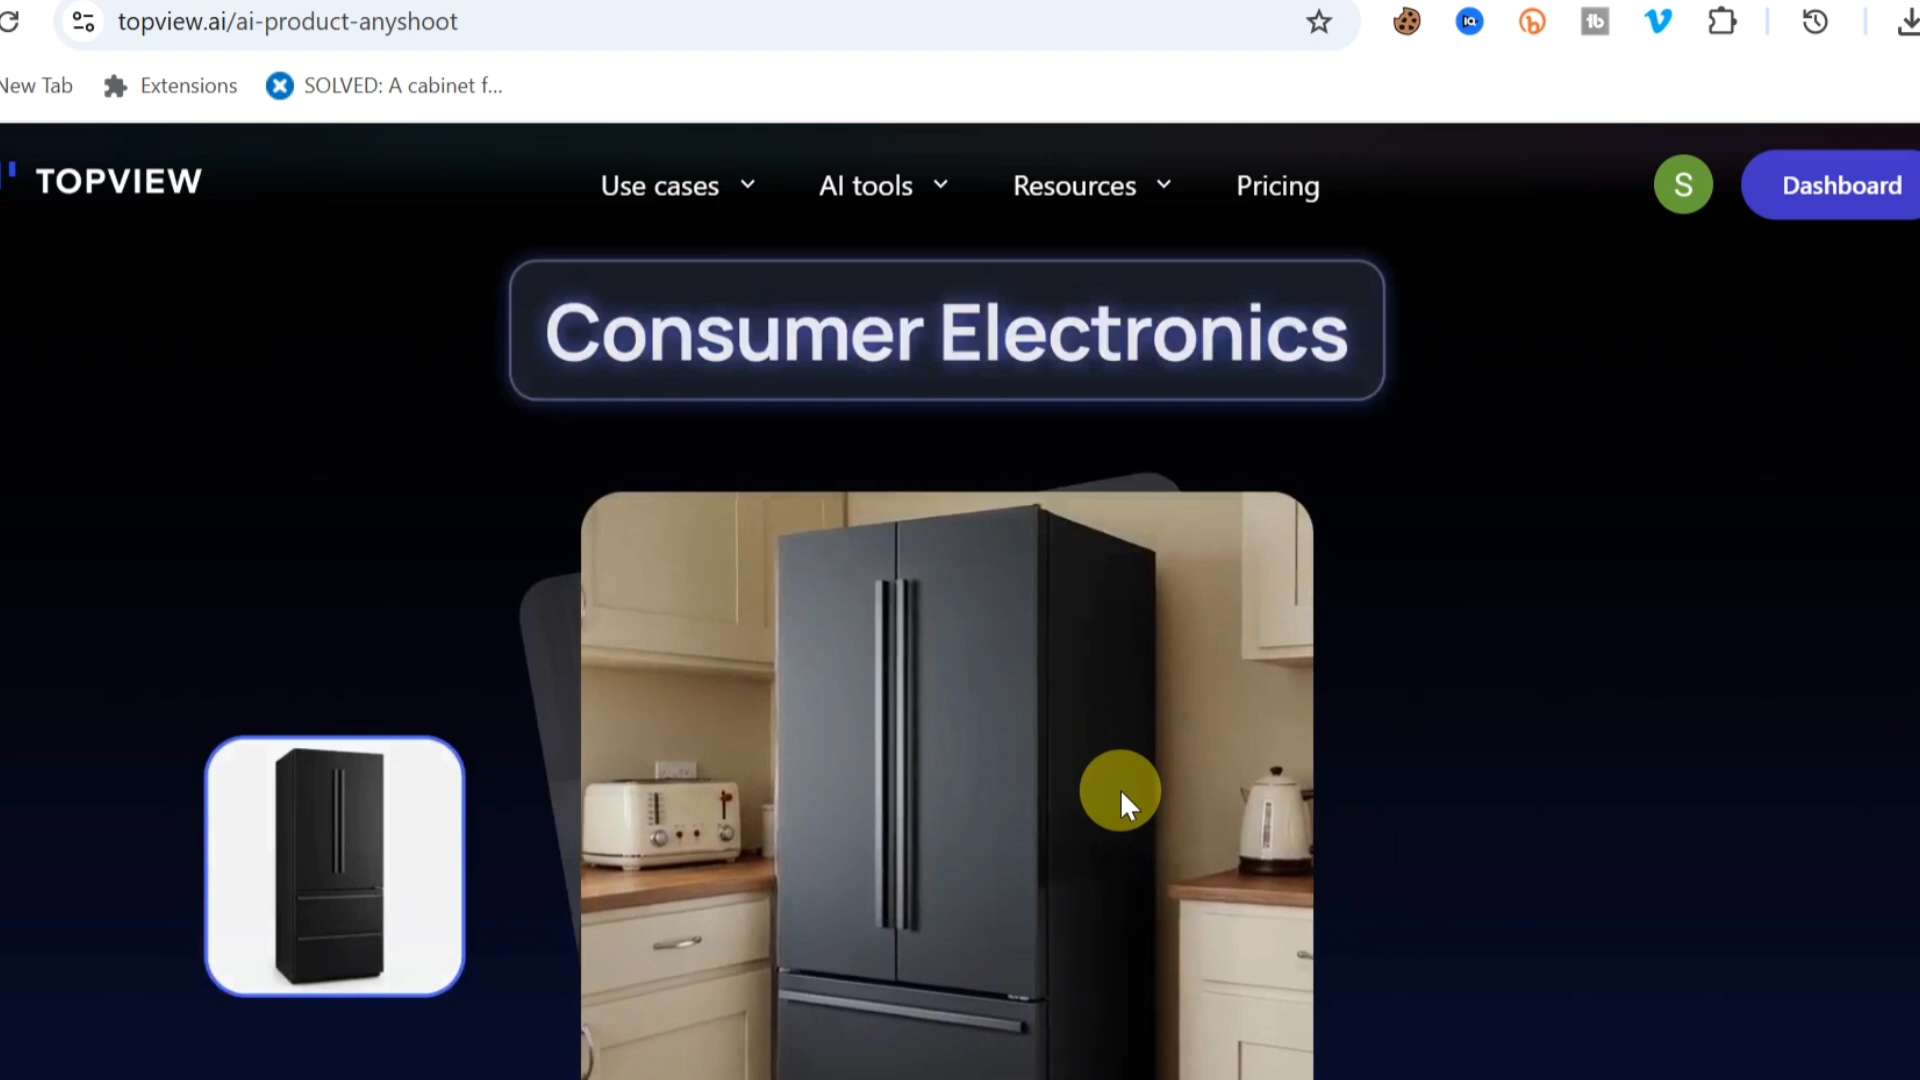 topview.ai/ai-product-anyshoot
New Tab
Extensions
SOLVED: A cabinet f...
TOPVIEW
Use cases
AI tools
Resources
Pricing
S
Dashboard
Consumer Electronics